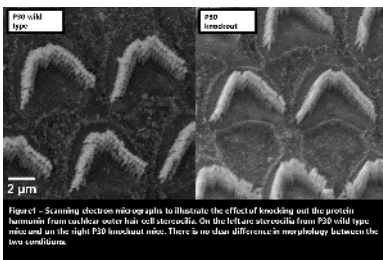 P30 wild
type
P30
knockout
2 µm
Figure1 – Scanning electron micrographs to illustrate the effect of knocking out the protein
harmonin from cochlear outer hair cell stereocilia. On the left are stereocilia from P30 wild type
mice and on the right P30 knockout mice. There is no clear difference in morphology between the
two conditions.